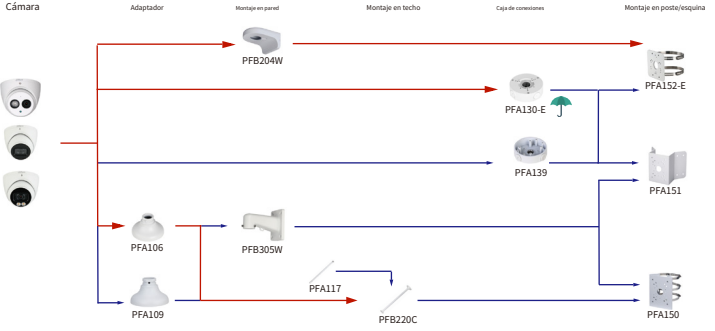 Cámara
Adaptador
Montaje en pared
Montaje en techo
Caja de conexiones
Montaje en poste/esquina
PFB204W
PFA152-E
PFA130-E
PFA139
PFA151
PFA106
PFB305W
PFA117
PFA109
PFB220C
PFA150